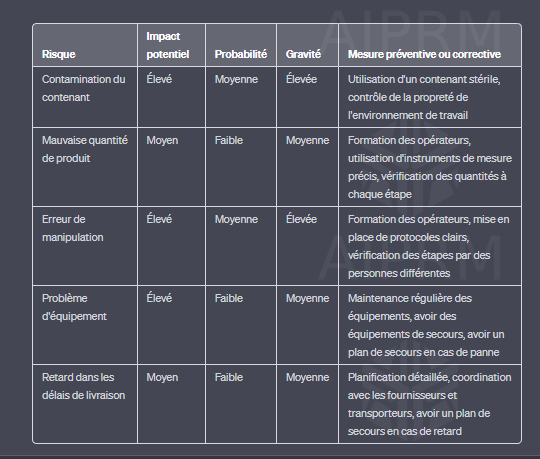 AIPRM
Risque Impact potentiel Probabilité Gravité Mesure préventive ou corrective
Contamination du contenant Élevé Moyenne Élevée Utilisation d'un contenant stérile,
contrôle de la propreté de
l'environnement de travail
Mauvaise quantité de produit Moyen Faible Moyenne Formation des opérateurs,
utilisation d'instruments de mesure
précis, vérification des quantités à
chaque étape
Erreur de manipulation Élevé Moyenne Élevée Formation des opérateurs, mise en
place de protocoles clairs,
vérification des étapes par des
personnes différentes
AIPRM
Problème d'équipement Élevé Faible Moyenne Maintenance régulière des
équipements, avoir des
équipements de secours, avoir un
plan de secours en cas de panne
Retard dans les délais de livraison Moyen Faible Moyenne Planification détaillée, coordination
avec les fournisseurs et
transporteurs, avoir un plan de
secours en cas de retard